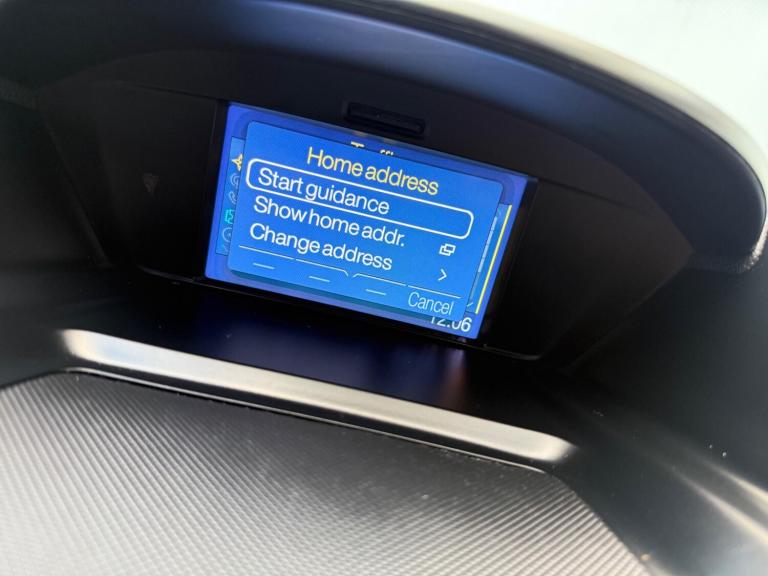 Home address
Start guidance
Show home addr.
Change address
Cancel
12:06